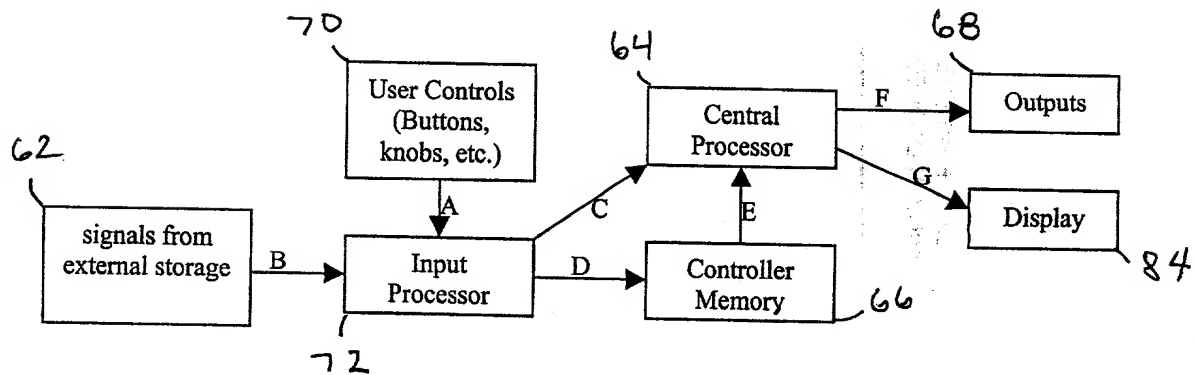 70
64
68
User Controls
(Buttons,
knobs, etc.)
Central
Processor
F
Outputs
62
A
C
E
G
signals from
external storage
B
Input
Processor
D
Controller
Memory
Display
84
66
72